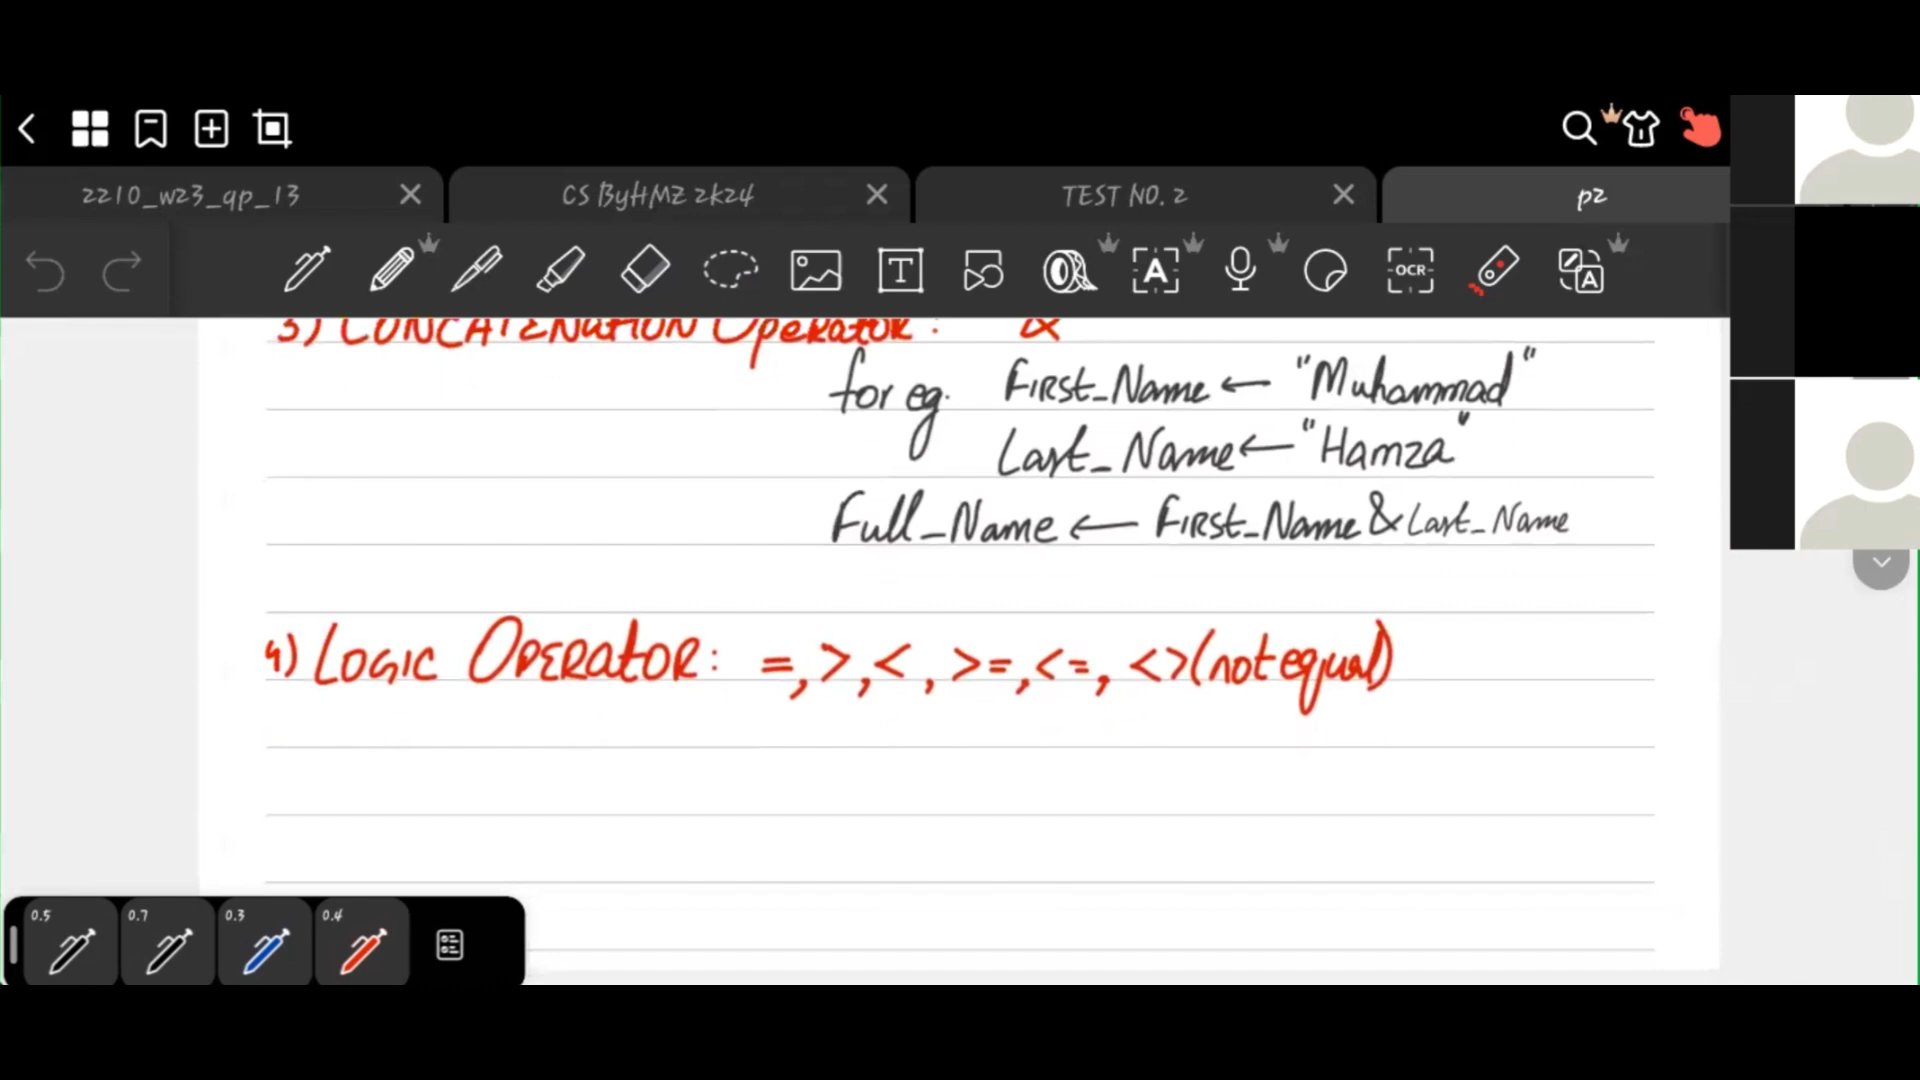 2210_w23_qp_13
CS ByHMZ 2k24
TEST NO. 2
p2
T
A
OCR
A
3) CONCATENATION Operator : &
for eg. First_Name ← "Muhammad"
Last_Name ← "Hamza"
Full_Name ← First_Name & Last_Name
4) LOGIC OPERATOR: =, >, <, >=, <=, <> (not equal)
0.5
0.7
0.3
0.4